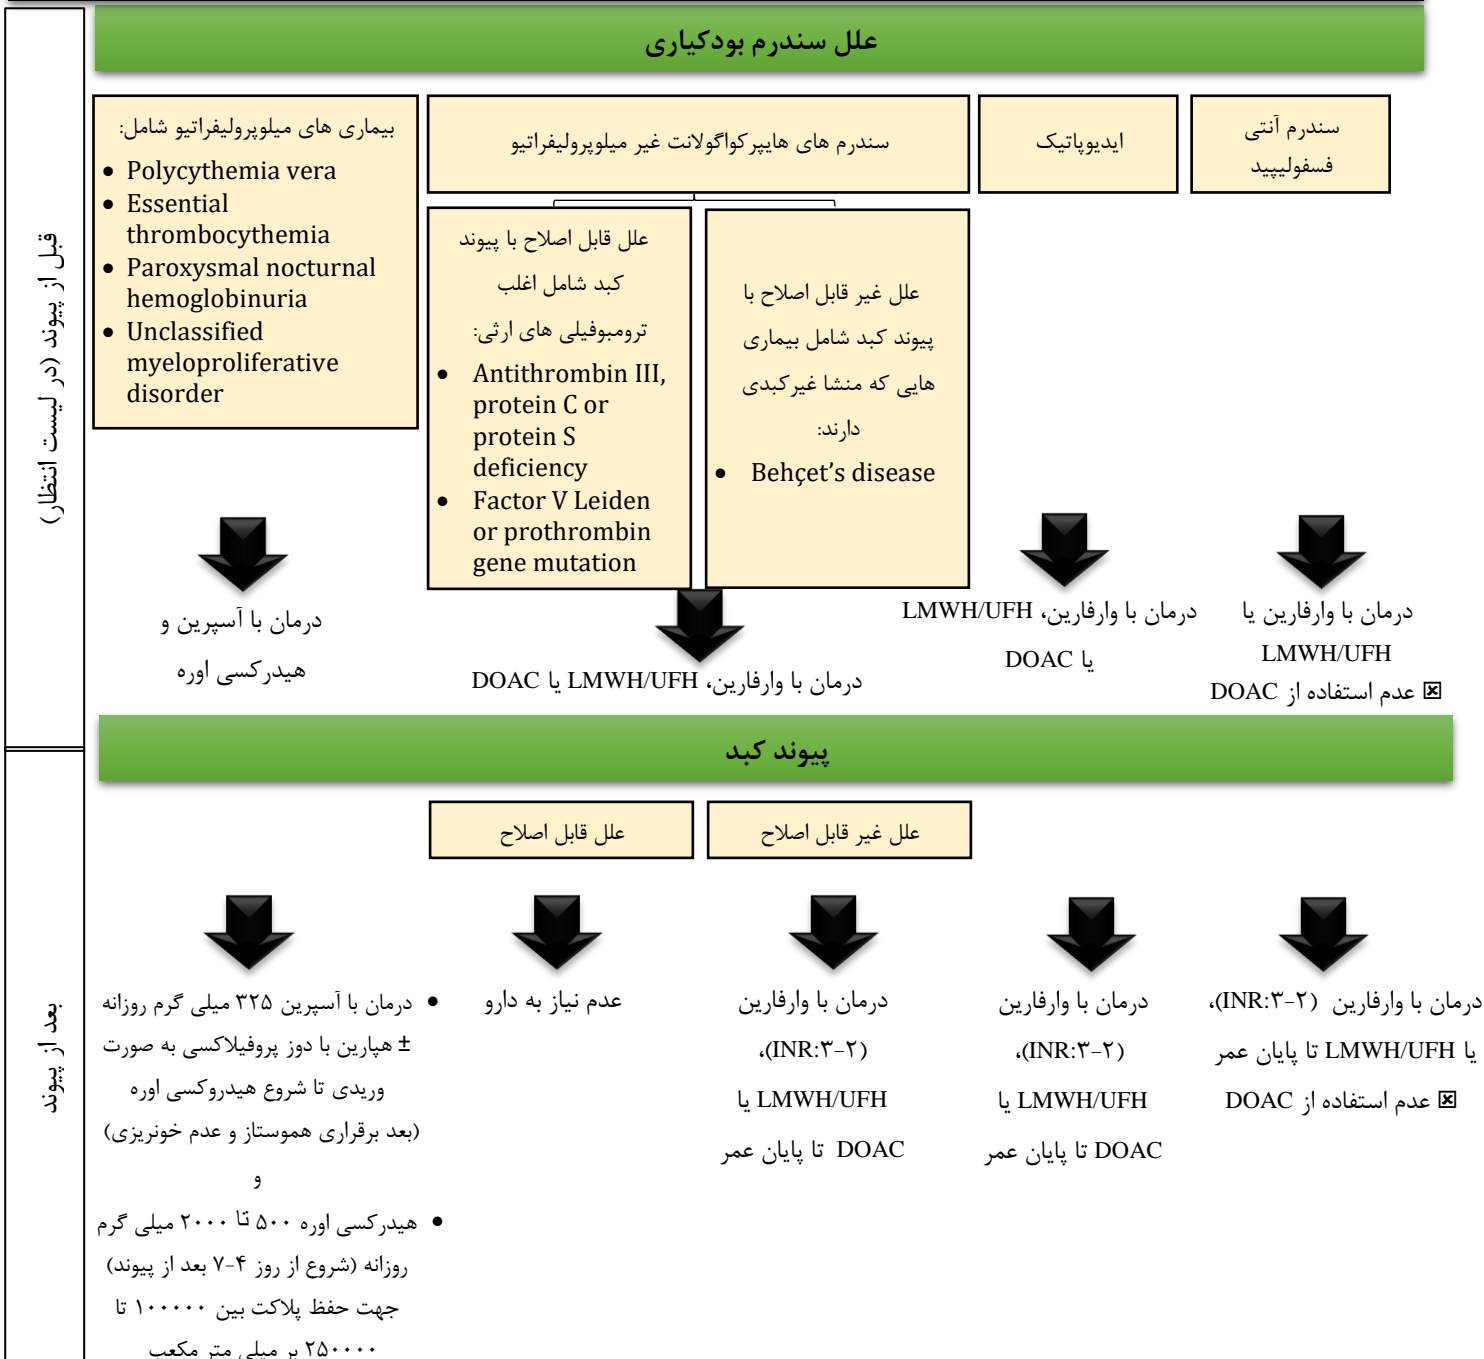 علل سندرم بودکیاری
قبل از پیوند (در لیست انتظار)
سندرم آنتی
فسفولیپید
ایدیوپاتیک
سندرم های هایپرکواگولانت غیر میلوپرولیفراتیو
بیماری های میلوپرولیفراتیو شامل:
• Polycythemia vera
• Essential
thrombocythemia
• Paroxysmal nocturnal
hemoglobinuria
• Unclassified
myeloproliferative
disorder
علل غیر قابل اصلاح با
پیوند کبد شامل بیماری
هایی که منشا غیرکبدی
دارند:
• Behçet’s disease
علل قابل اصلاح با پیوند
کبد شامل اغلب
ترومبوفیلی های ارثی:
• Antithrombin III,
protein C or
protein S
deficiency
• Factor V Leiden
or prothrombin
gene mutation
درمان با وارفارین یا
LMWH/UFH
☒ عدم استفاده از DOAC
درمان با وارفارین، LMWH/UFH
یا DOAC
درمان با وارفارین، LMWH/UFH یا DOAC
درمان با آسپرین و
هیدرکسی اوره
پیوند کبد
بعد از پیوند
علل غیر قابل اصلاح
علل قابل اصلاح
درمان با وارفارین (INR:۳-۲)،
یا LMWH/UFH تا پایان عمر
☒ عدم استفاده از DOAC
درمان با وارفارین
(INR:۳-۲)،
LMWH/UFH یا
DOAC تا پایان عمر
درمان با وارفارین
(INR:۳-۲)،
LMWH/UFH یا
DOAC تا پایان عمر
عدم نیاز به دارو
• درمان با آسپرین ۳۲۵ میلی گرم روزانه
± هپارین با دوز پروفیلاکسی به صورت
وریدی تا شروع هیدروکسی اوره
(بعد برقراری هموستاز و عدم خونریزی)
و
• هیدرکسی اوره ۵۰۰ تا ۲۰۰۰ میلی گرم
روزانه (شروع از روز ۴-۷ بعد از پیوند)
جهت حفظ پلاکت بین ۱۰۰۰۰۰ تا
۲۵۰۰۰۰ بر میلی متر مکعب